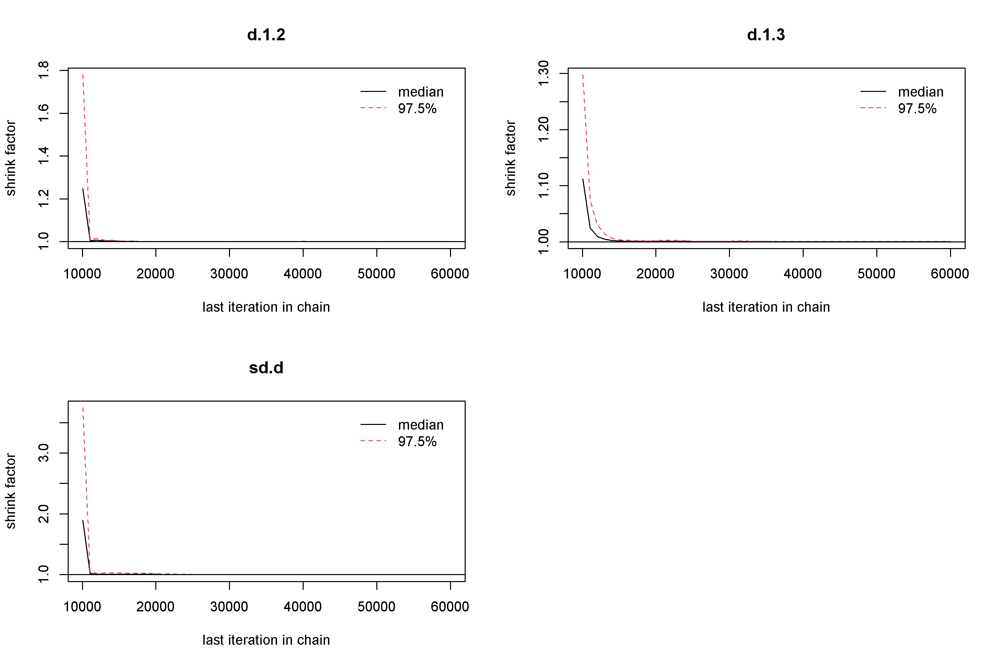 d.1.2
shrink factor
1.0 1.2 1.4 1.6 1.8
median
97.5%
10000 20000 30000 40000 50000 60000
last iteration in chain
d.1.3
shrink factor
1.00 1.10 1.20 1.30
median
97.5%
10000 20000 30000 40000 50000 60000
last iteration in chain
sd.d
shrink factor
1.0 2.0 3.0
median
97.5%
10000 20000 30000 40000 50000 60000
last iteration in chain